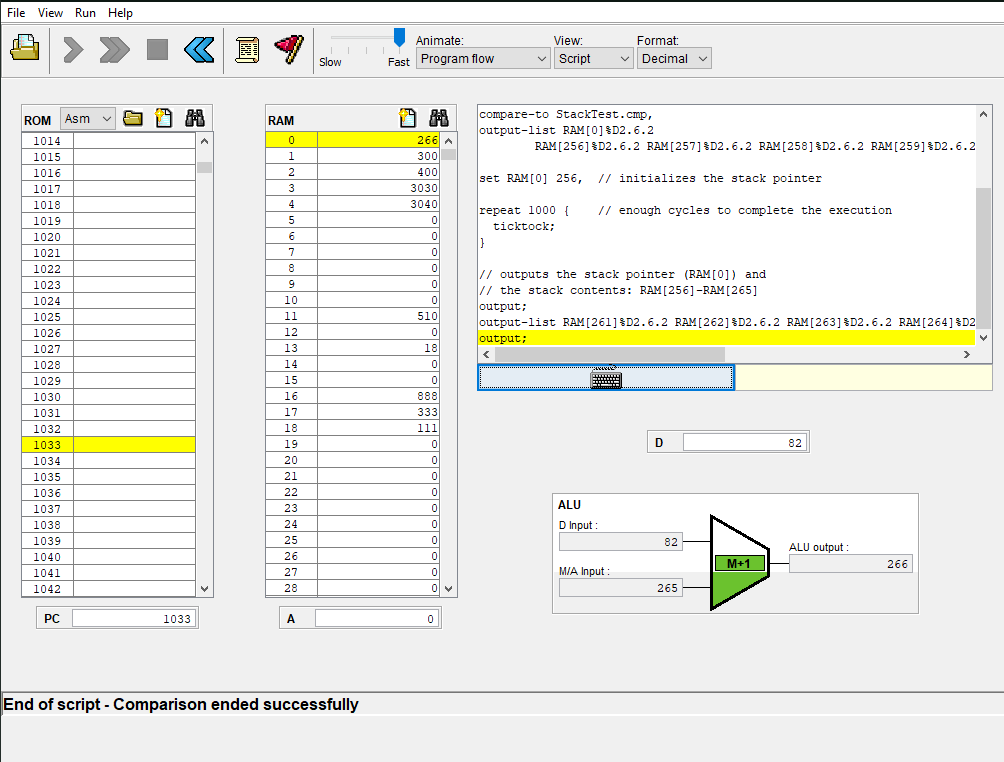 File View Run Help
Slow Fast
Animate: View: Format:
Program flow Script Decimal
ROM Asm
1014
1015
1016
1017
1018
1019
1020
1021
1022
1023
1024
1025
1026
1027
1028
1029
1030
1031
1032
1033
1034
1035
1036
1037
1038
1039
1040
1041
1042
PC 1033
RAM
0 266
1 300
2 400
3 3030
4 3040
5 0
6 0
7 0
8 0
9 0
10 0
11 510
12 0
13 18
14 0
15 0
16 888
17 333
18 111
19 0
20 0
21 0
22 0
23 0
24 0
25 0
26 0
27 0
28 0
A 0
compare-to StackTest.cmp,
output-list RAM[0]%D2.6.2
RAM[256]%D2.6.2 RAM[257]%D2.6.2 RAM[258]%D2.6.2 RAM[259]%D2.6.2
set RAM[0] 256, // initializes the stack pointer
repeat 1000 { // enough cycles to complete the execution
ticktock;
}
// outputs the stack pointer (RAM[0]) and
// the stack contents: RAM[256]-RAM[265]
output;
output-list RAM[261]%D2.6.2 RAM[262]%D2.6.2 RAM[263]%D2.6.2 RAM[264]%D2
output;
D 82
ALU
D Input :
82
M/A Input :
265
M+1
ALU output :
266
End of script - Comparison ended successfully